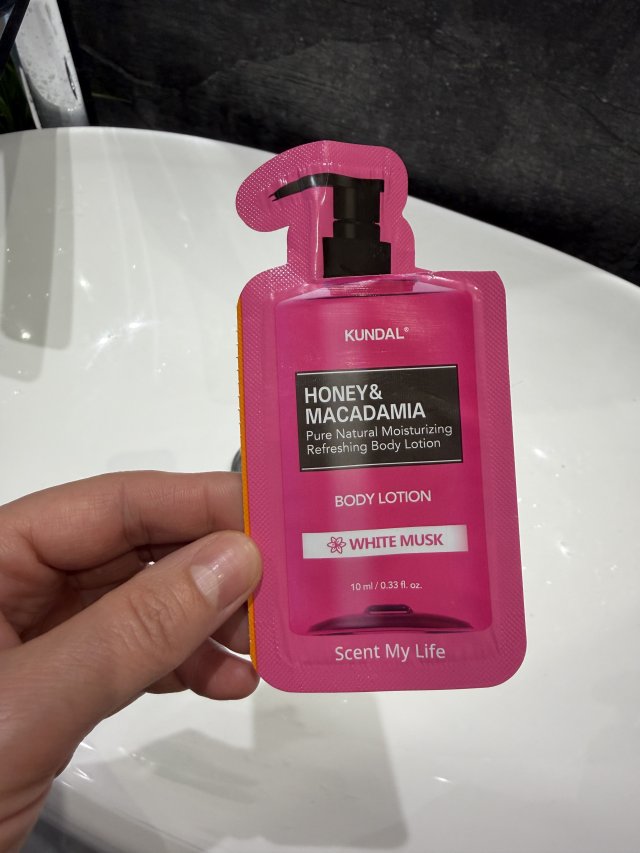 KUNDAL®
HONEY&
MACADAMIA
Pure Natural Moisturizing
Refreshing Body Lotion
BODY LOTION
WHITE MUSK
10 ml / 0.33 fl. oz.
Scent My Life